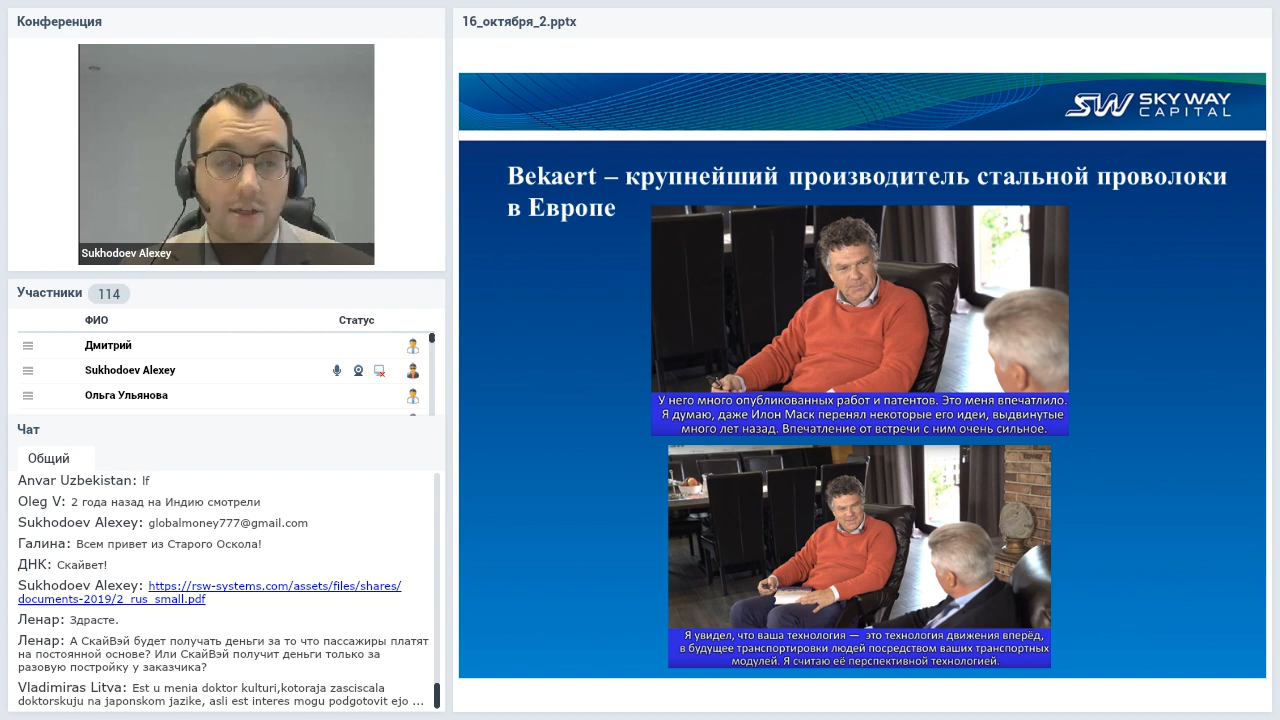 Конференция
Sukhodoev Alexey
Участники 114
ФИО Статус
Дмитрий
Sukhodoev Alexey
Ольга Ульянова
Чат
Общий
Anvar Uzbekistan: If
Oleg V: 2 года назад на Индию смотрели
Sukhodoev Alexey: globalmoney777@gmail.com
Галина: Всем привет из Старого Оскола!
ДНК: Скайвет!
Sukhodoev Alexey: https://rsw-systems.com/assets/files/shares/
documents-2019/2_rus_small.pdf
Ленар: Здрасте.
Ленар: А СкайВэй будет получать деньги за то что пассажиры платят
на постоянной основе? Или СкайВэй получит деньги только за
разовую постройку у заказчика?
Vladimiras Litva: Est u menia doktor kulturi,kotoraja zasciscala
doktorskuju na japonskom jazike, asli est interes mogu podgotovit ejo ...
16_октября_2.pptx
SW SKY WAY
CAPITAL
Bekaert – крупнейший производитель стальной проволоки
в Европе
У него много опубликованных работ и патентов. Это меня впечатлило.
Я думаю, даже Илон Маск перенял некоторые его идеи, выдвинутые
много лет назад. Впечатление от встречи с ним очень сильное.
Я увидел, что ваша технология — это технология движения вперёд,
в будущее транспортировки людей посредством ваших транспортных
модулей. Я считаю её перспективной технологией.